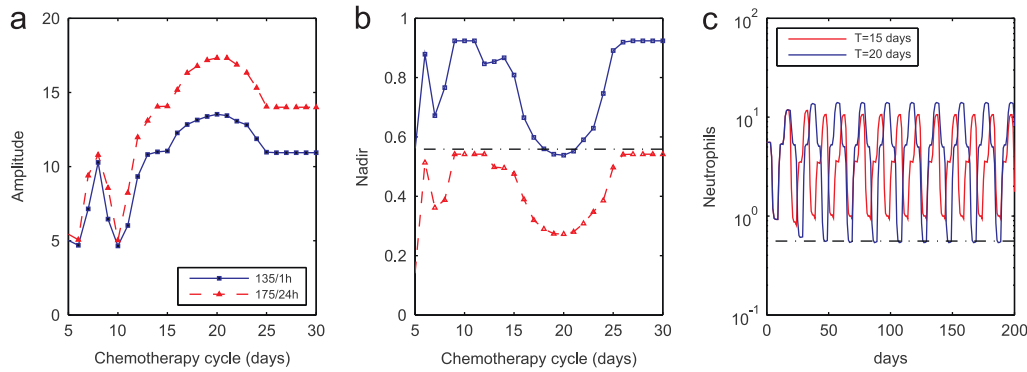 a
20
15
10
5
0
Amplitude
5 10 15 20 25 30
Chemotherapy cycle (days)
135/1h
175/24h
b
1
0.8
0.6
0.4
0.2
0
Nadir
5 10 15 20 25 30
Chemotherapy cycle (days)
c
10^2
10^1
10^0
10^-1
Neutrophils
T=15 days
T=20 days
0 50 100 150 200
days